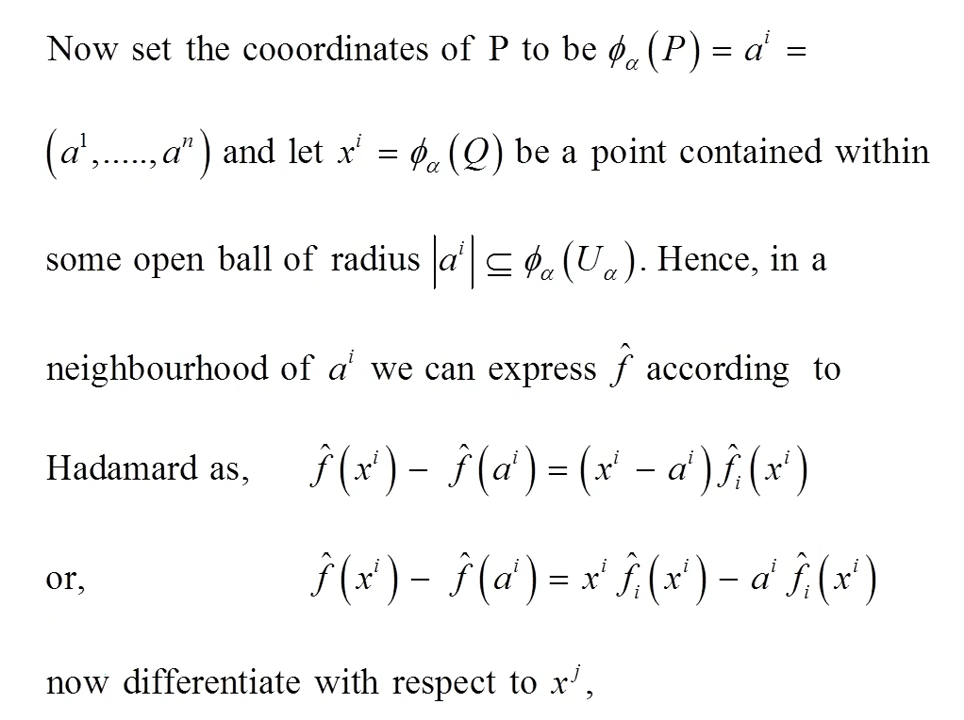 Now set the cooordinates of P to be ϕ_α(P) = a^i =
(a^1,.....,a^n) and let x^i = ϕ_α(Q) be a point contained within
some open ball of radius |a^i| ⊆ ϕ_α(U_α). Hence, in a
neighbourhood of a^i we can express f̂ according to
Hadamard as, f̂(x^i) − f̂(a^i) = (x^i − a^i) f̂_i(x^i)
or, f̂(x^i) − f̂(a^i) = x^i f̂_i(x^i) − a^i f̂_i(x^i)
now differentiate with respect to x^j,